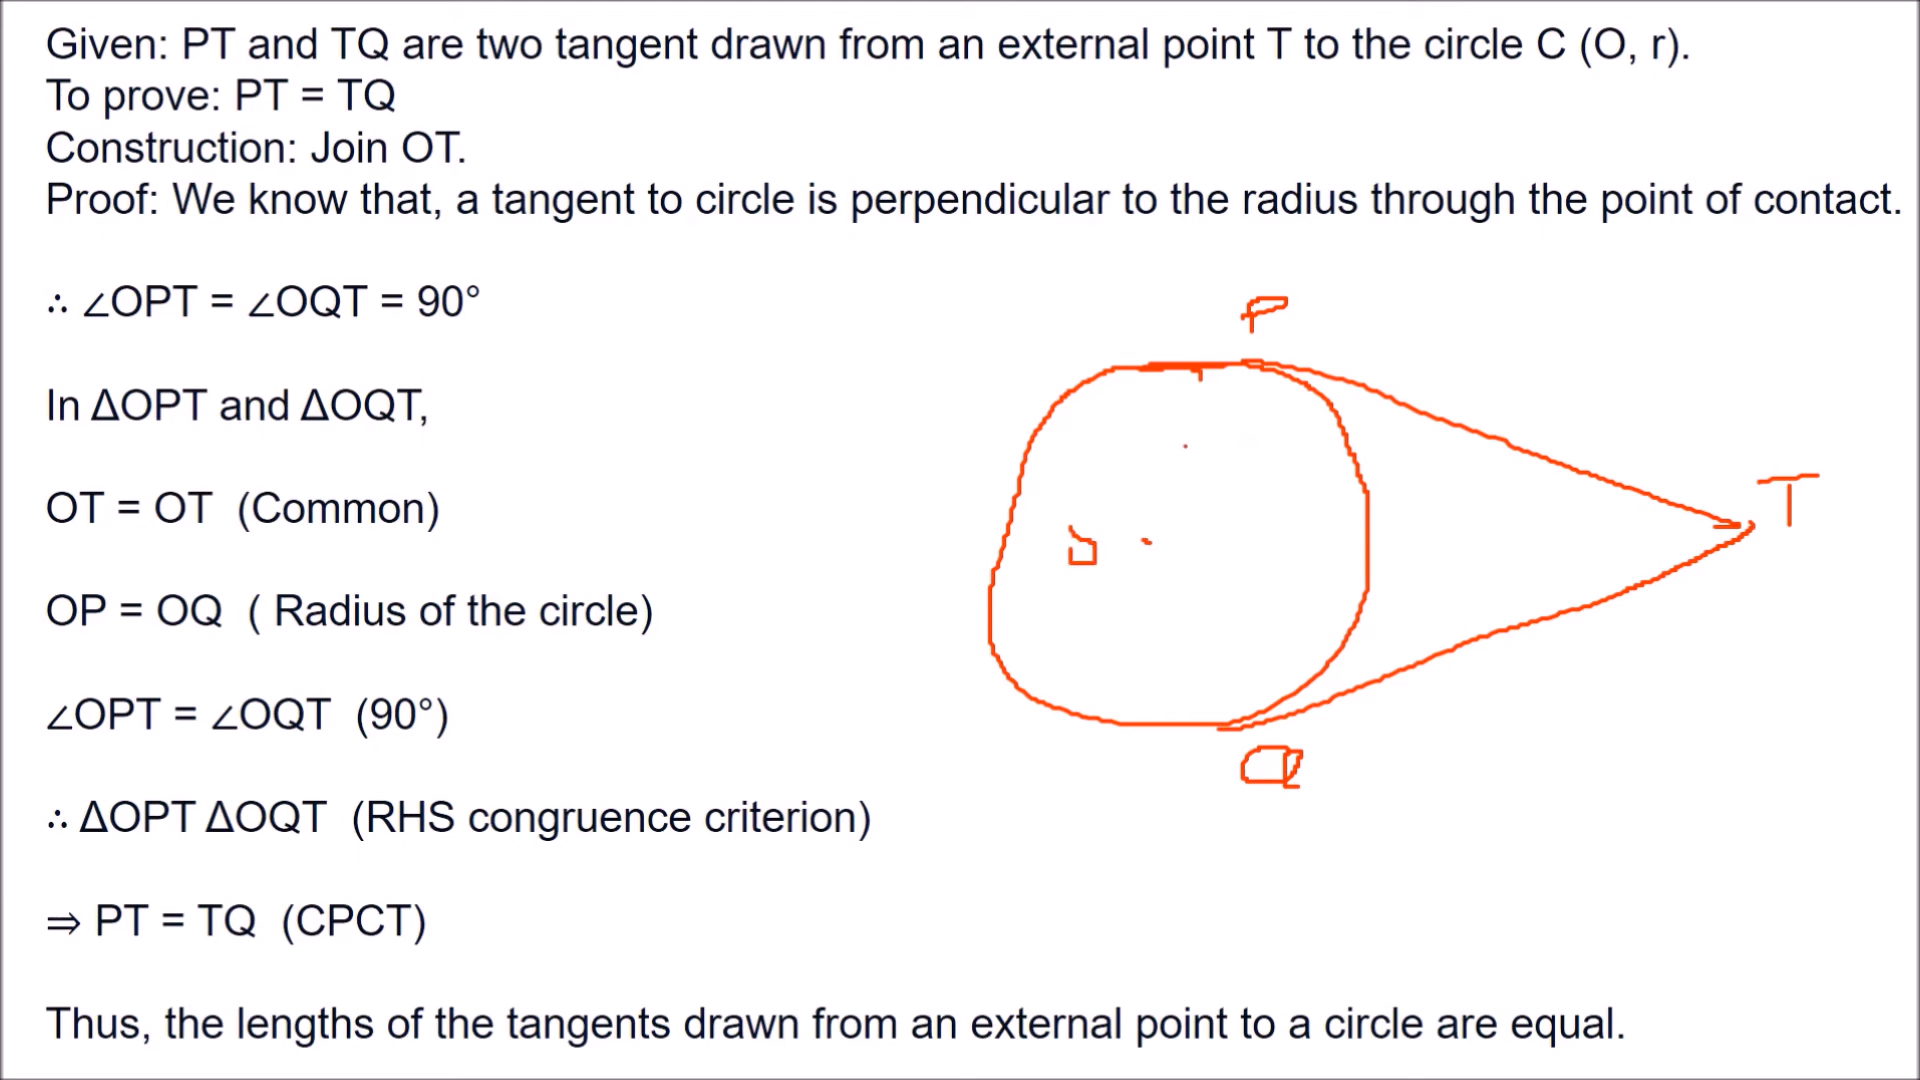 Given: PT and TQ are two tangent drawn from an external point T to the circle C (O, r).
To prove: PT = TQ
Construction: Join OT.
Proof: We know that, a tangent to circle is perpendicular to the radius through the point of contact.
∴ ∠OPT = ∠OQT = 90°
In ΔOPT and ΔOQT,
OT = OT (Common)
OP = OQ ( Radius of the circle)
∠OPT = ∠OQT (90°)
∴ ΔOPT ΔOQT (RHS congruence criterion)
⇒ PT = TQ (CPCT)
Thus, the lengths of the tangents drawn from an external point to a circle are equal.
P
T
O
Q